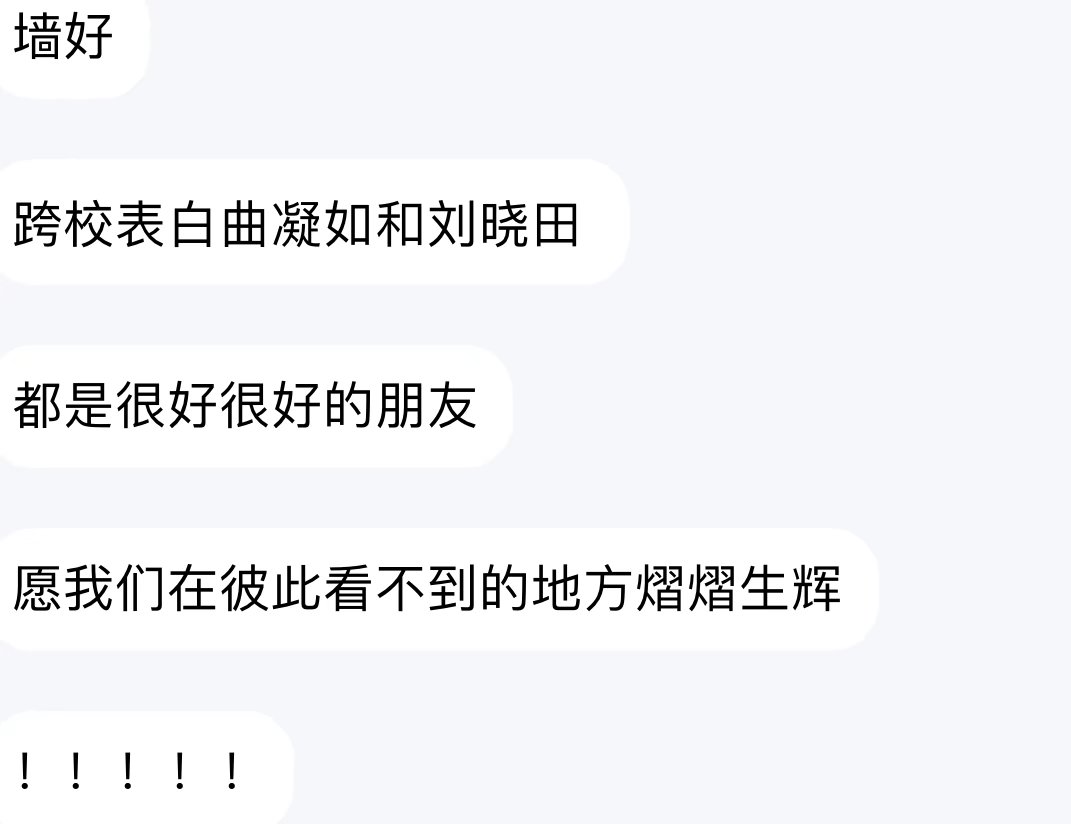 墙好
跨校表白曲凝如和刘晓田
都是很好很好的朋友
愿我们在彼此看不到的地方熠熠生辉
！！！！！